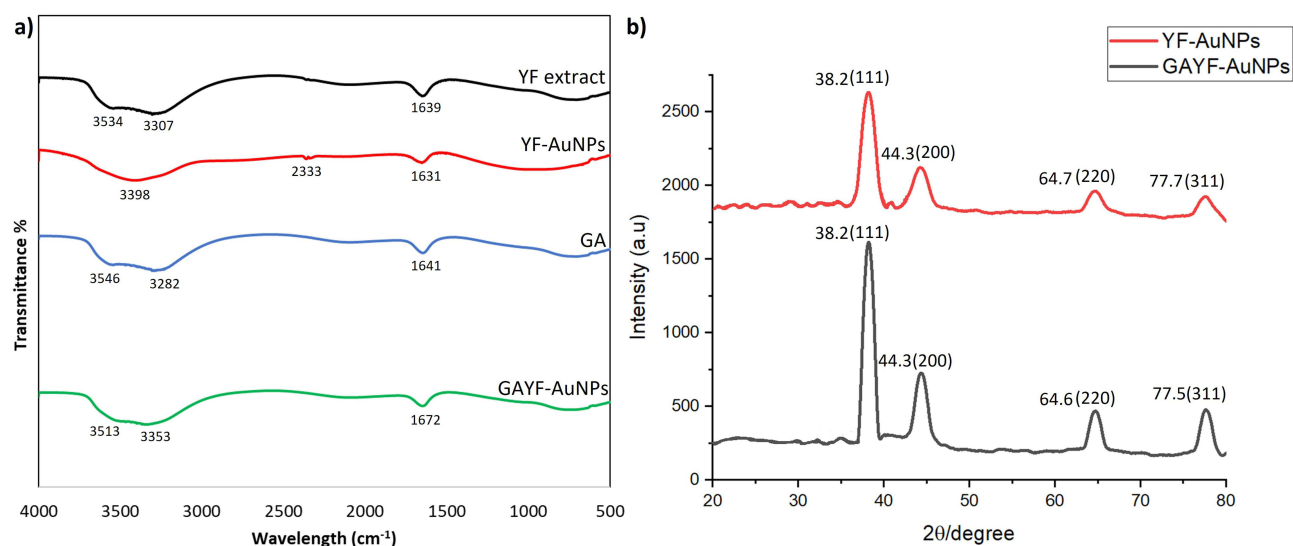 a)
YF extract
3534
3307
1639
YF-AuNPs
3398
2333
1631
GA
3546
3282
1641
GAYF-AuNPs
3513
3353
1672
Transmittance %
4000 3500 3000 2500 2000 1500 1000 500
Wavelength (cm⁻¹)
b)
YF-AuNPs
GAYF-AuNPs
38.2(111)
44.3(200)
64.7(220)
77.7(311)
38.2(111)
44.3(200)
64.6(220)
77.5(311)
2500
2000
1500
1000
500
0
Intensity (a.u)
20 30 40 50 60 70 80
2θ/degree